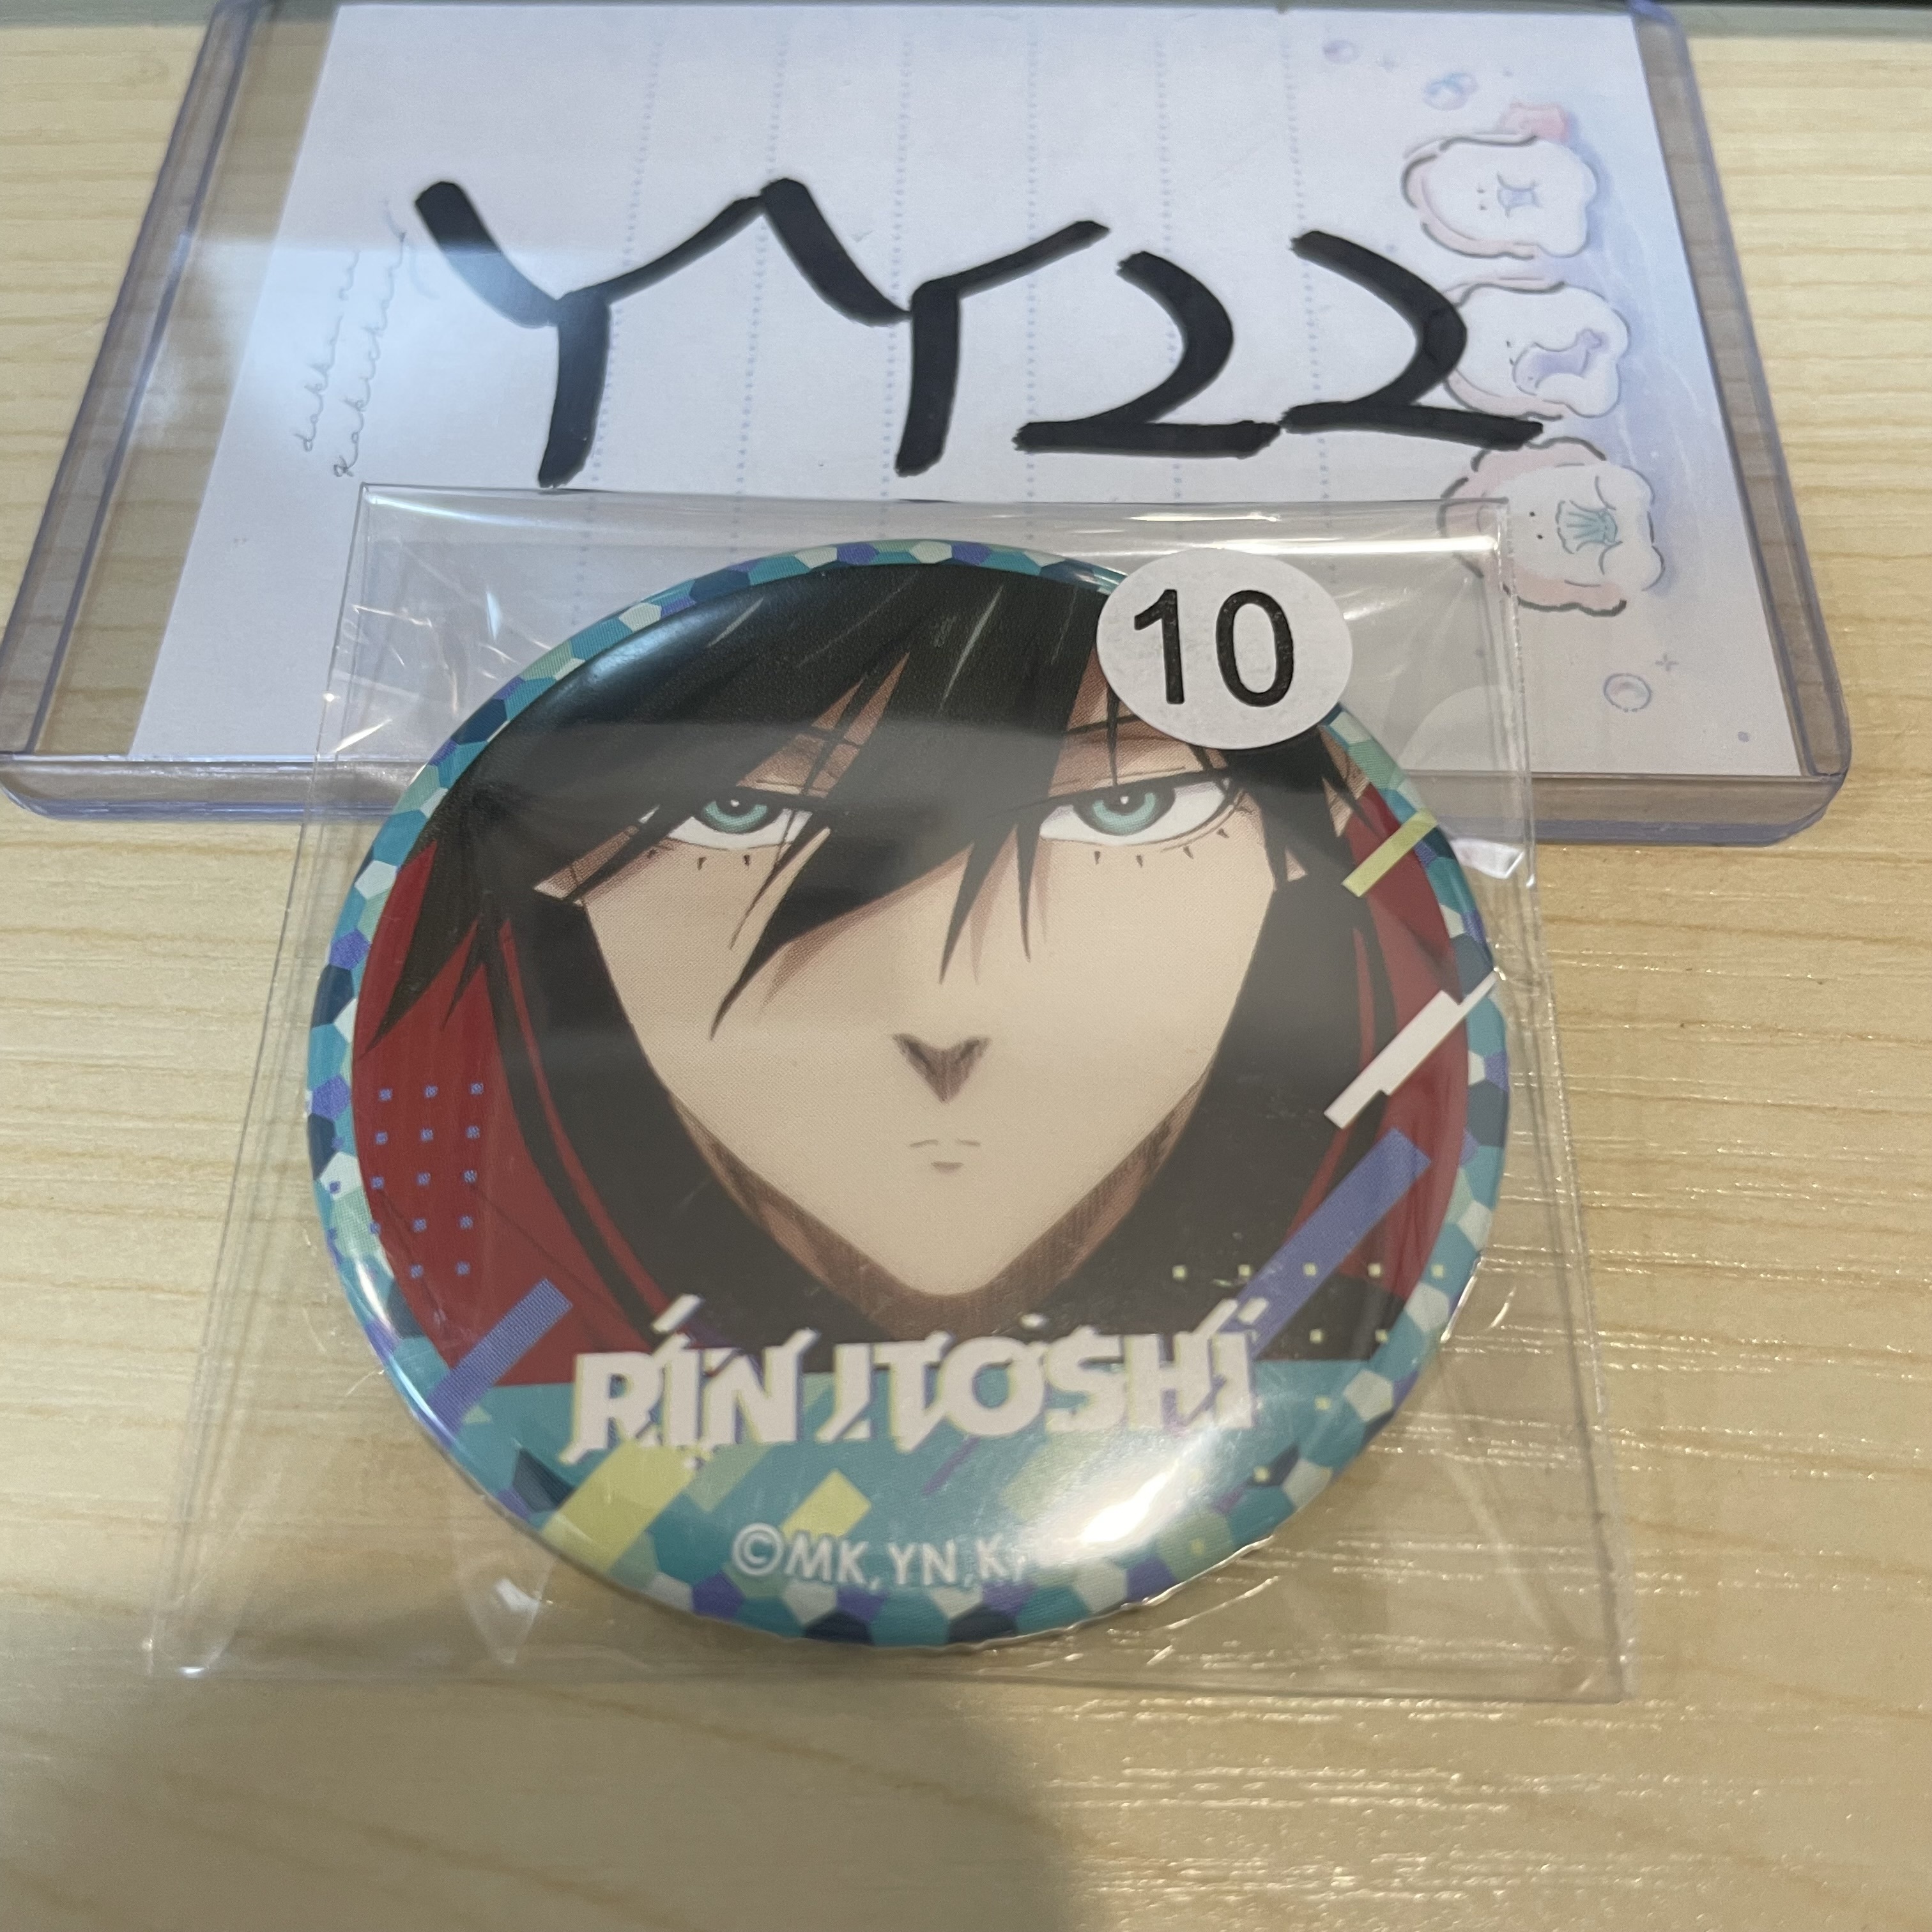 YY22
10
RIN ITOSHI
©MK,YN,K,